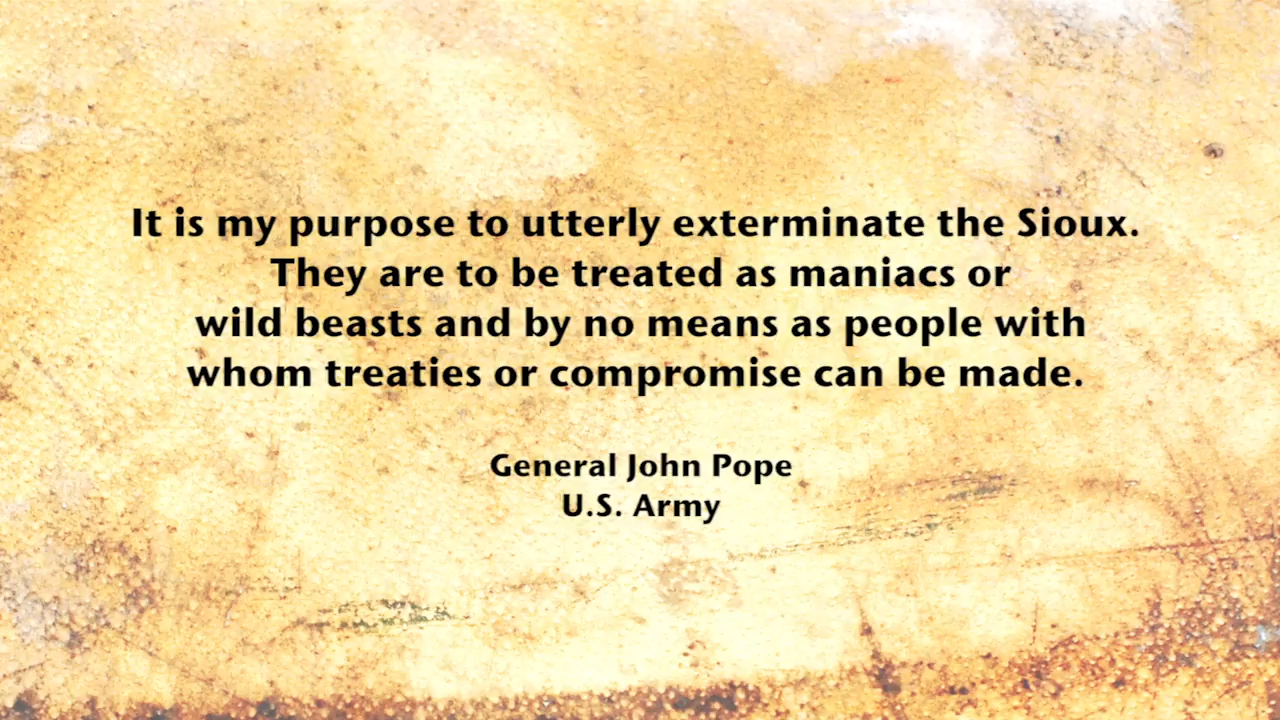 It is my purpose to utterly exterminate the Sioux.
They are to be treated as maniacs or
wild beasts and by no means as people with
whom treaties or compromise can be made.
General John Pope
U.S. Army